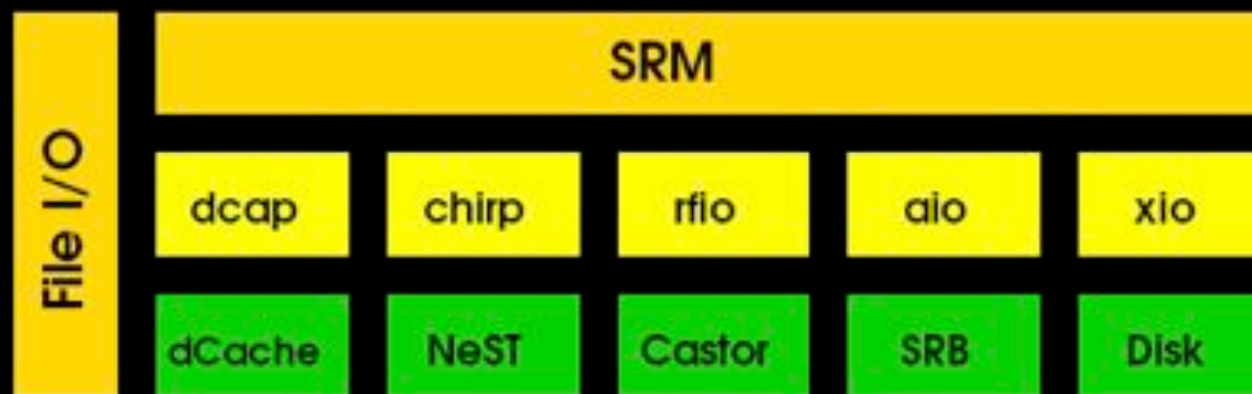 File I/O
SRM
dcap chirp rfio aio xio
dCache NeST Castor SRB Disk